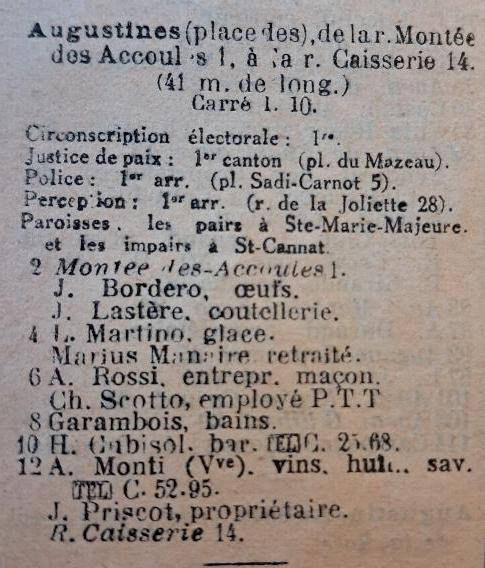 Augustines (place des), de la r. Montée
des Accoules 1, à la r. Caisserie 14.
(41 m. de long.)
Carré I. 10.
Circonscription électorale : 1re.
Justice de paix : 1er canton (pl. du Mazeau).
Police : 1er arr. (pl. Sadi-Carnot 5).
Perception : 1er arr. (r. de la Joliette 28).
Paroisses. les pairs à Ste-Marie-Majeure.
et les impairs à St-Cannat.
2 Montée des-Accoules 1.
J. Bordero, œufs.
J. Lastère. coutellerie.
4 L. Martino. glace.
Marius retraité.
6 A. Rossi, entrepr. maçon.
Ch. Scotto, employé P.T.T
8 Garambois, bains.
10 H. Cubisol. bar. TEL C. 25.68.
12 A. Monti (Vve). vins. huil. sav.
TEL C. 52.95.
J. Priscot, propriétaire.
R. Caisserie 14.